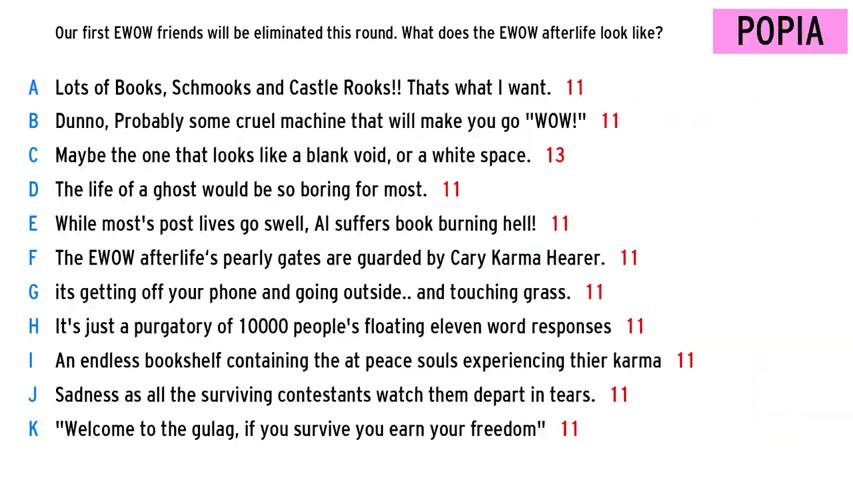 Our first EWOW friends will be eliminated this round. What does the EWOW afterlife look like?
POPIA
A Lots of Books, Schmooks and Castle Rooks!! Thats what I want. 11
B Dunno, Probably some cruel machine that will make you go "WOW!" 11
C Maybe the one that looks like a blank void, or a white space. 13
D The life of a ghost would be so boring for most. 11
E While most's post lives go swell, Al suffers book burning hell! 11
F The EWOW afterlife‘s pearly gates are guarded by Cary Karma Hearer. 11
G its getting off your phone and going outside.. and touching grass. 11
H It's just a purgatory of 10000 people's floating eleven word responses 11
I An endless bookshelf containing the at peace souls experiencing thier karma 11
J Sadness as all the surviving contestants watch them depart in tears. 11
K "Welcome to the gulag, if you survive you earn your freedom" 11